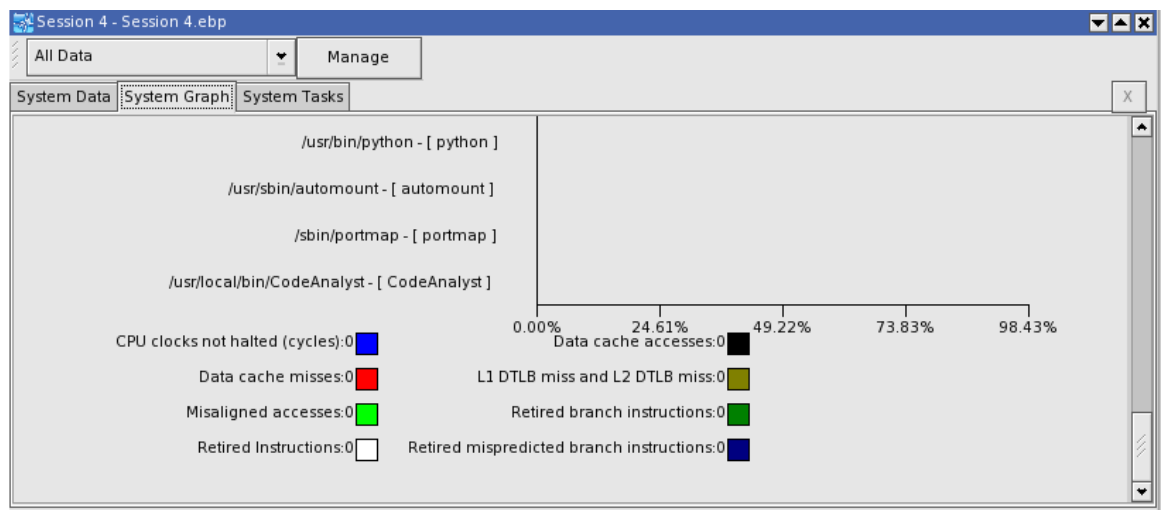 Session 4 - Session 4.ebp
All Data
Manage
System Data System Graph System Tasks X
/usr/bin/python - [ python ]
/usr/sbin/automount - [ automount ]
/sbin/portmap - [ portmap ]
/usr/local/bin/CodeAnalyst - [ CodeAnalyst ]
0.00% 24.61% 49.22% 73.83% 98.43%
CPU clocks not halted (cycles):0 Data cache accesses:0
Data cache misses:0 L1 DTLB miss and L2 DTLB miss:0
Misaligned accesses:0 Retired branch instructions:0
Retired Instructions:0 Retired mispredicted branch instructions:0